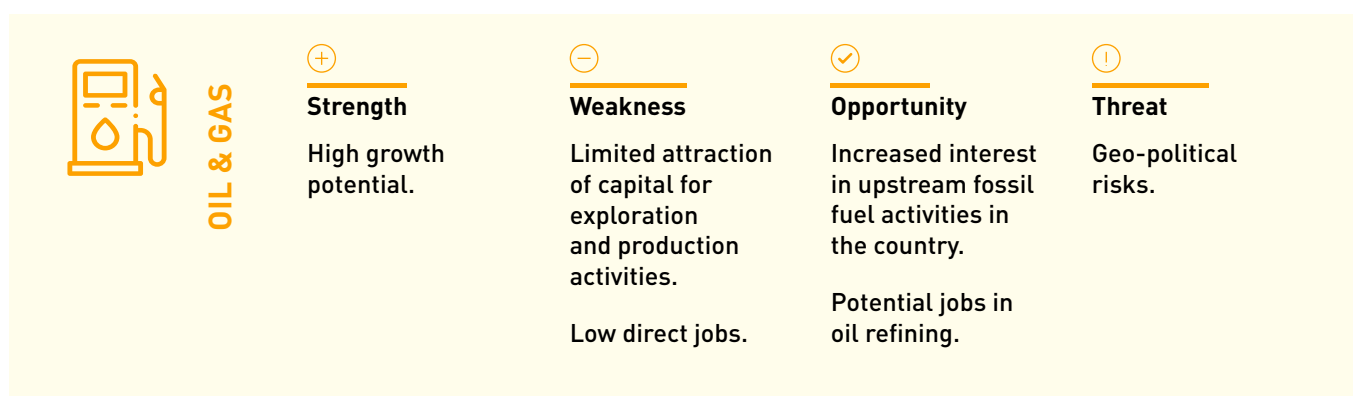 OIL & GAS
Strength
High growth
potential.
Weakness
Limited attraction
of capital for
exploration
and production
activities.
Low direct jobs.
Opportunity
Increased interest
in upstream fossil
fuel activities in
the country.
Potential jobs in
oil refining.
Threat
Geo-political
risks.